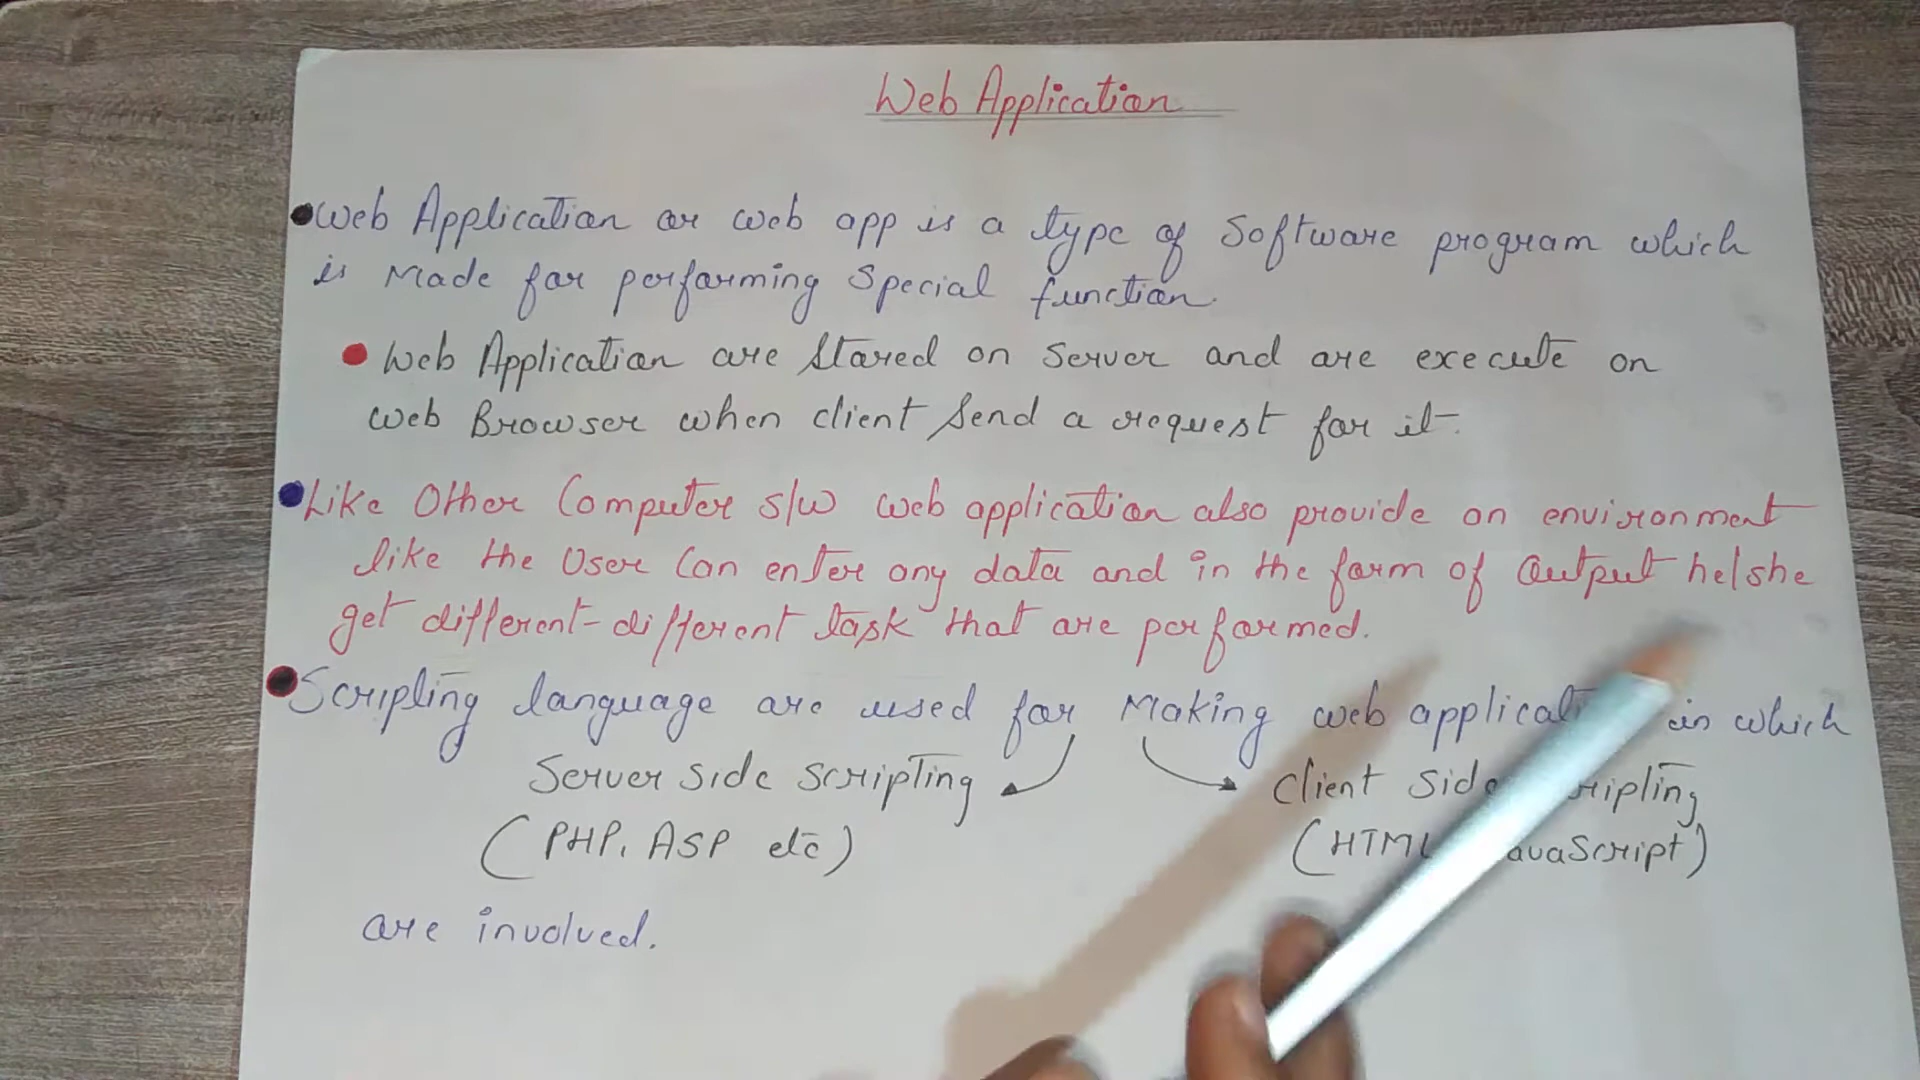 Web Application
Web Application or web app is a type of Software program which
is Made for performing Special function.
Web Application are Stored on Server and are execute on
Web Browser when client Send a request for it.
Like Other Computer s/w web application also provide an environment
like the User Can enter any data and in the form of Output he/she
get different-different task that are performed.
Scripting language are used for Making web in which
Server side scripting Client Side
(PHP, ASP etc) (HTML
are involved.